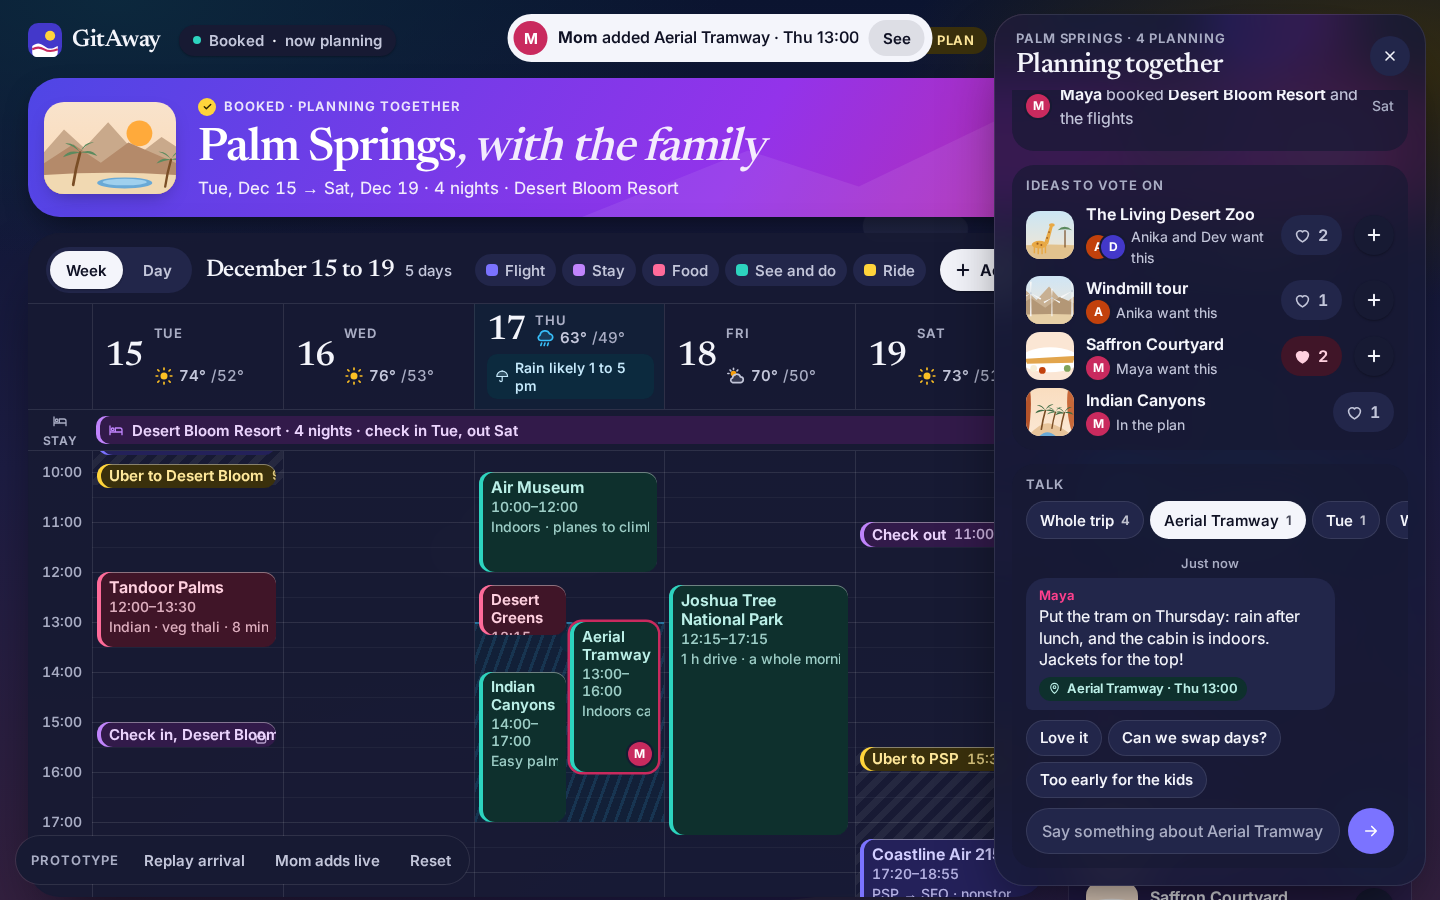 GitAway
Booked · now planning
M
Mom added Aerial Tramway · Thu 13:00
See
PLAN
BOOKED · PLANNING TOGETHER
Palm Springs, with the family
Tue, Dec 15 → Sat, Dec 19 · 4 nights · Desert Bloom Resort
Week
Day
December 15 to 19
5 days
Flight
Stay
Food
See and do
Ride
15
TUE
74° /52°
16
WED
76° /53°
17
THU
63° /49°
Rain likely 1 to 5
pm
18
FRI
70° /50°
19
SAT
73° /51
STAY
Desert Bloom Resort · 4 nights · check in Tue, out Sat
10:00
11:00
12:00
13:00
14:00
15:00
16:00
17:00
Uber to Desert Bloom
Tandoor Palms
12:00–13:30
Indian · veg thali · 8 min
Check in, Desert Bloom
Air Museum
10:00–12:00
Indoors · planes to climb
Desert
Greens
12:15
Aerial
Tramway
13:00–
16:00
Indoors ca
M
Indian
Canyons
14:00–
17:00
Easy palm
Joshua Tree
National Park
12:15–17:15
1 h drive · a whole morni
Check out 11:00
Uber to PSP 15:3
Coastline Air 215
17:20–18:55
PSP → SFO · nonstop
PROTOTYPE
Replay arrival
Mom adds live
Reset
PALM SPRINGS · 4 PLANNING
Planning together
M
Maya booked Desert Bloom Resort and
the flights
Sat
IDEAS TO VOTE ON
The Living Desert Zoo
A
D
Anika and Dev want
this
2
Windmill tour
A
Anika want this
1
Saffron Courtyard
M
Maya want this
2
Indian Canyons
M
In the plan
1
TALK
Whole trip 4
Aerial Tramway 1
Tue 1
Just now
Maya
Put the tram on Thursday: rain after
lunch, and the cabin is indoors.
Jackets for the top!
Aerial Tramway · Thu 13:00
Love it
Can we swap days?
Too early for the kids
Say something about Aerial Tramway
Saffron Courtyard